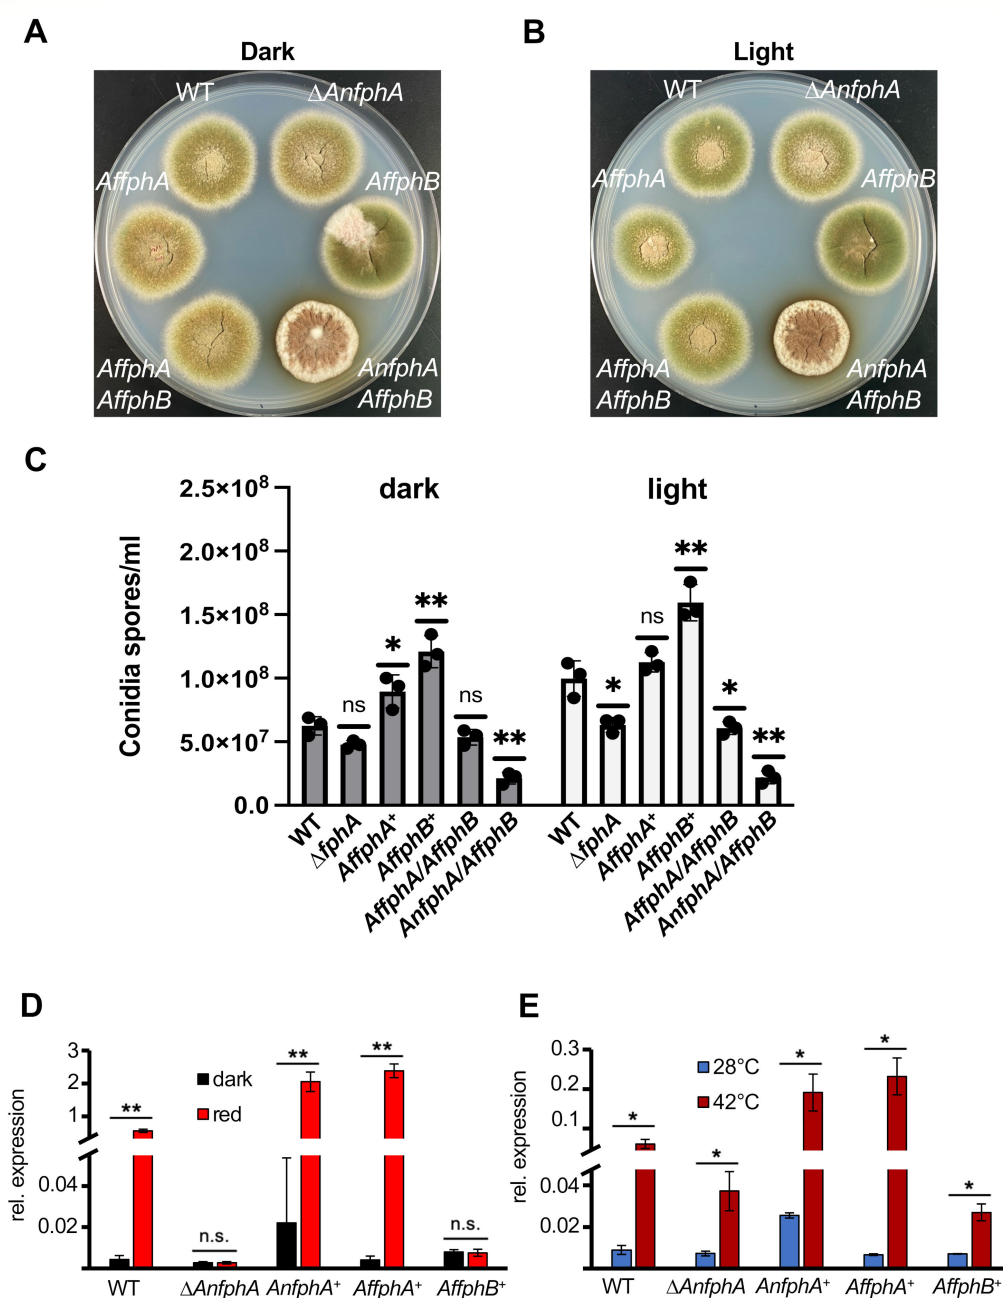 A
B
Dark
Light
WT
ΔAnfphA
AffphA
AffphB
AffphA
AffphB
AnfphA
AffphB
WT
ΔAnfphA
AffphA
AffphB
AffphA
AffphB
AnfphA
AffphB
C
dark
light
Conidia spores/ml
2.5×10⁸
2.0×10⁸
1.5×10⁸
1.0×10⁸
5.0×10⁷
0.0
ns
*
**
ns
**
*
ns
**
*
**
WT
ΔfphA
AffphA⁺
AffphB⁺
AffphA/AffphB
AnfphA/AffphB
WT
ΔfphA
AffphA⁺
AffphB⁺
AffphA/AffphB
AnfphA/AffphB
D
rel. expression
3
2
1
0.04
0.02
dark
red
**
n.s.
**
**
n.s.
WT
ΔAnfphA
AnfphA⁺
AffphA⁺
AffphB⁺
E
rel. expression
0.3
0.2
0.1
0.04
0.02
28°C
42°C
*
*
*
*
*
WT
ΔAnfphA
AnfphA⁺
AffphA⁺
AffphB⁺